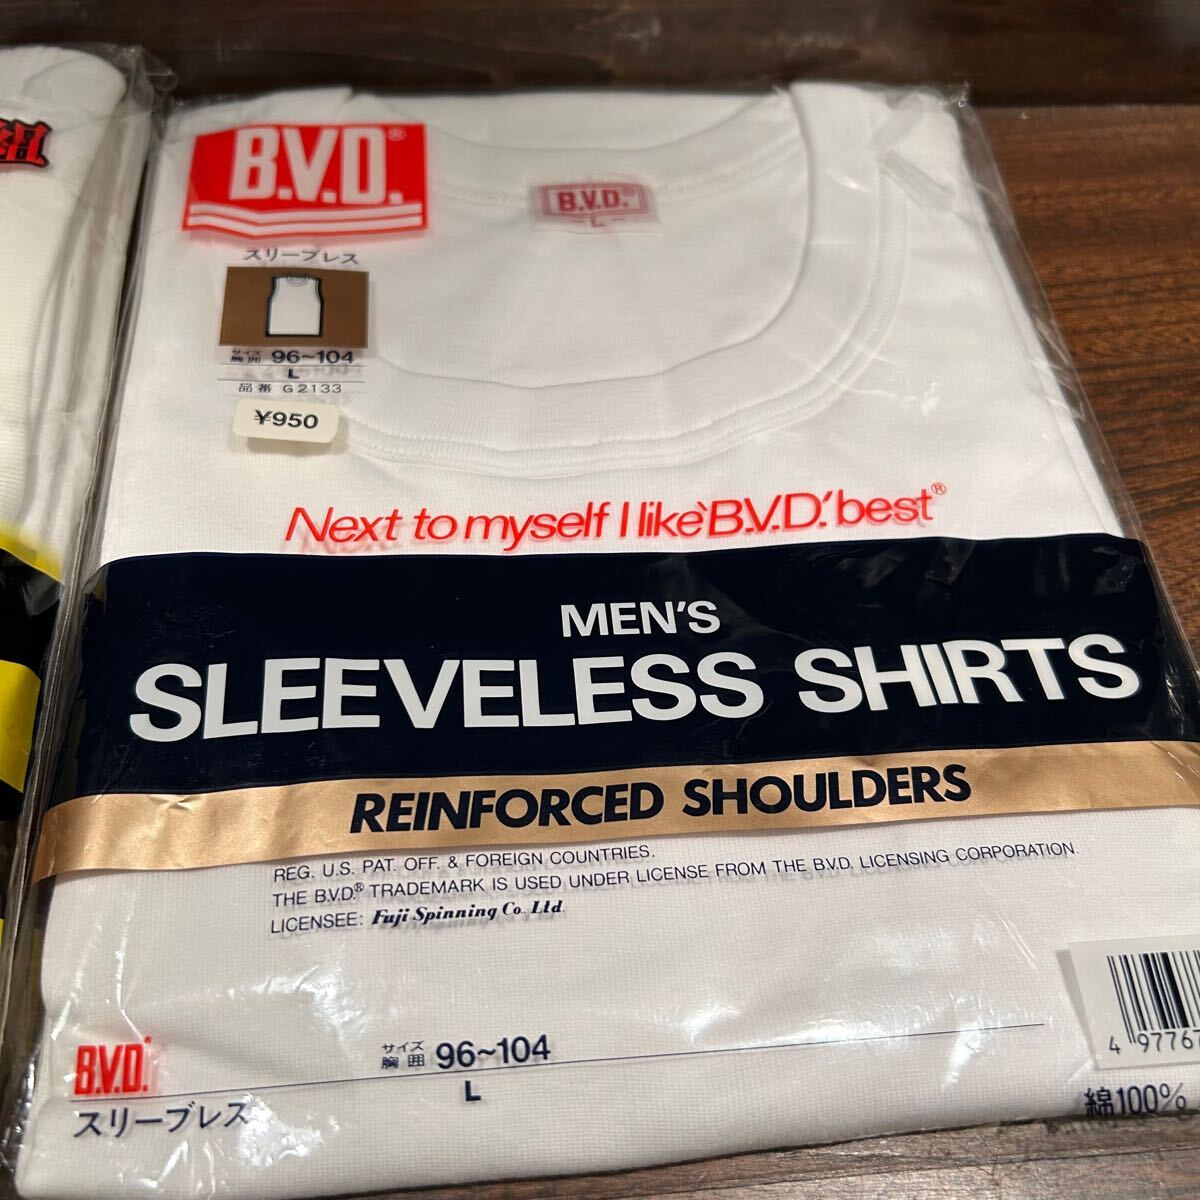 組
B.V.D.®
B.V.D.®
-L-
スリーブレス
サイズ
胸囲 96~104
L
品番 G2133
¥950
Next to myself I like 'B.V.D.' best®
MEN'S
SLEEVELESS SHIRTS
REINFORCED SHOULDERS
REG. U.S. PAT. OFF. & FOREIGN COUNTRIES.
THE B.V.D.® TRADEMARK IS USED UNDER LICENSE FROM THE B.V.D. LICENSING CORPORATION.
LICENSEE: Fuji Spinning Co. Ltd.
B.V.D.®
スリーブレス
サイズ
胸囲 96~104
L
4 97767
綿100%